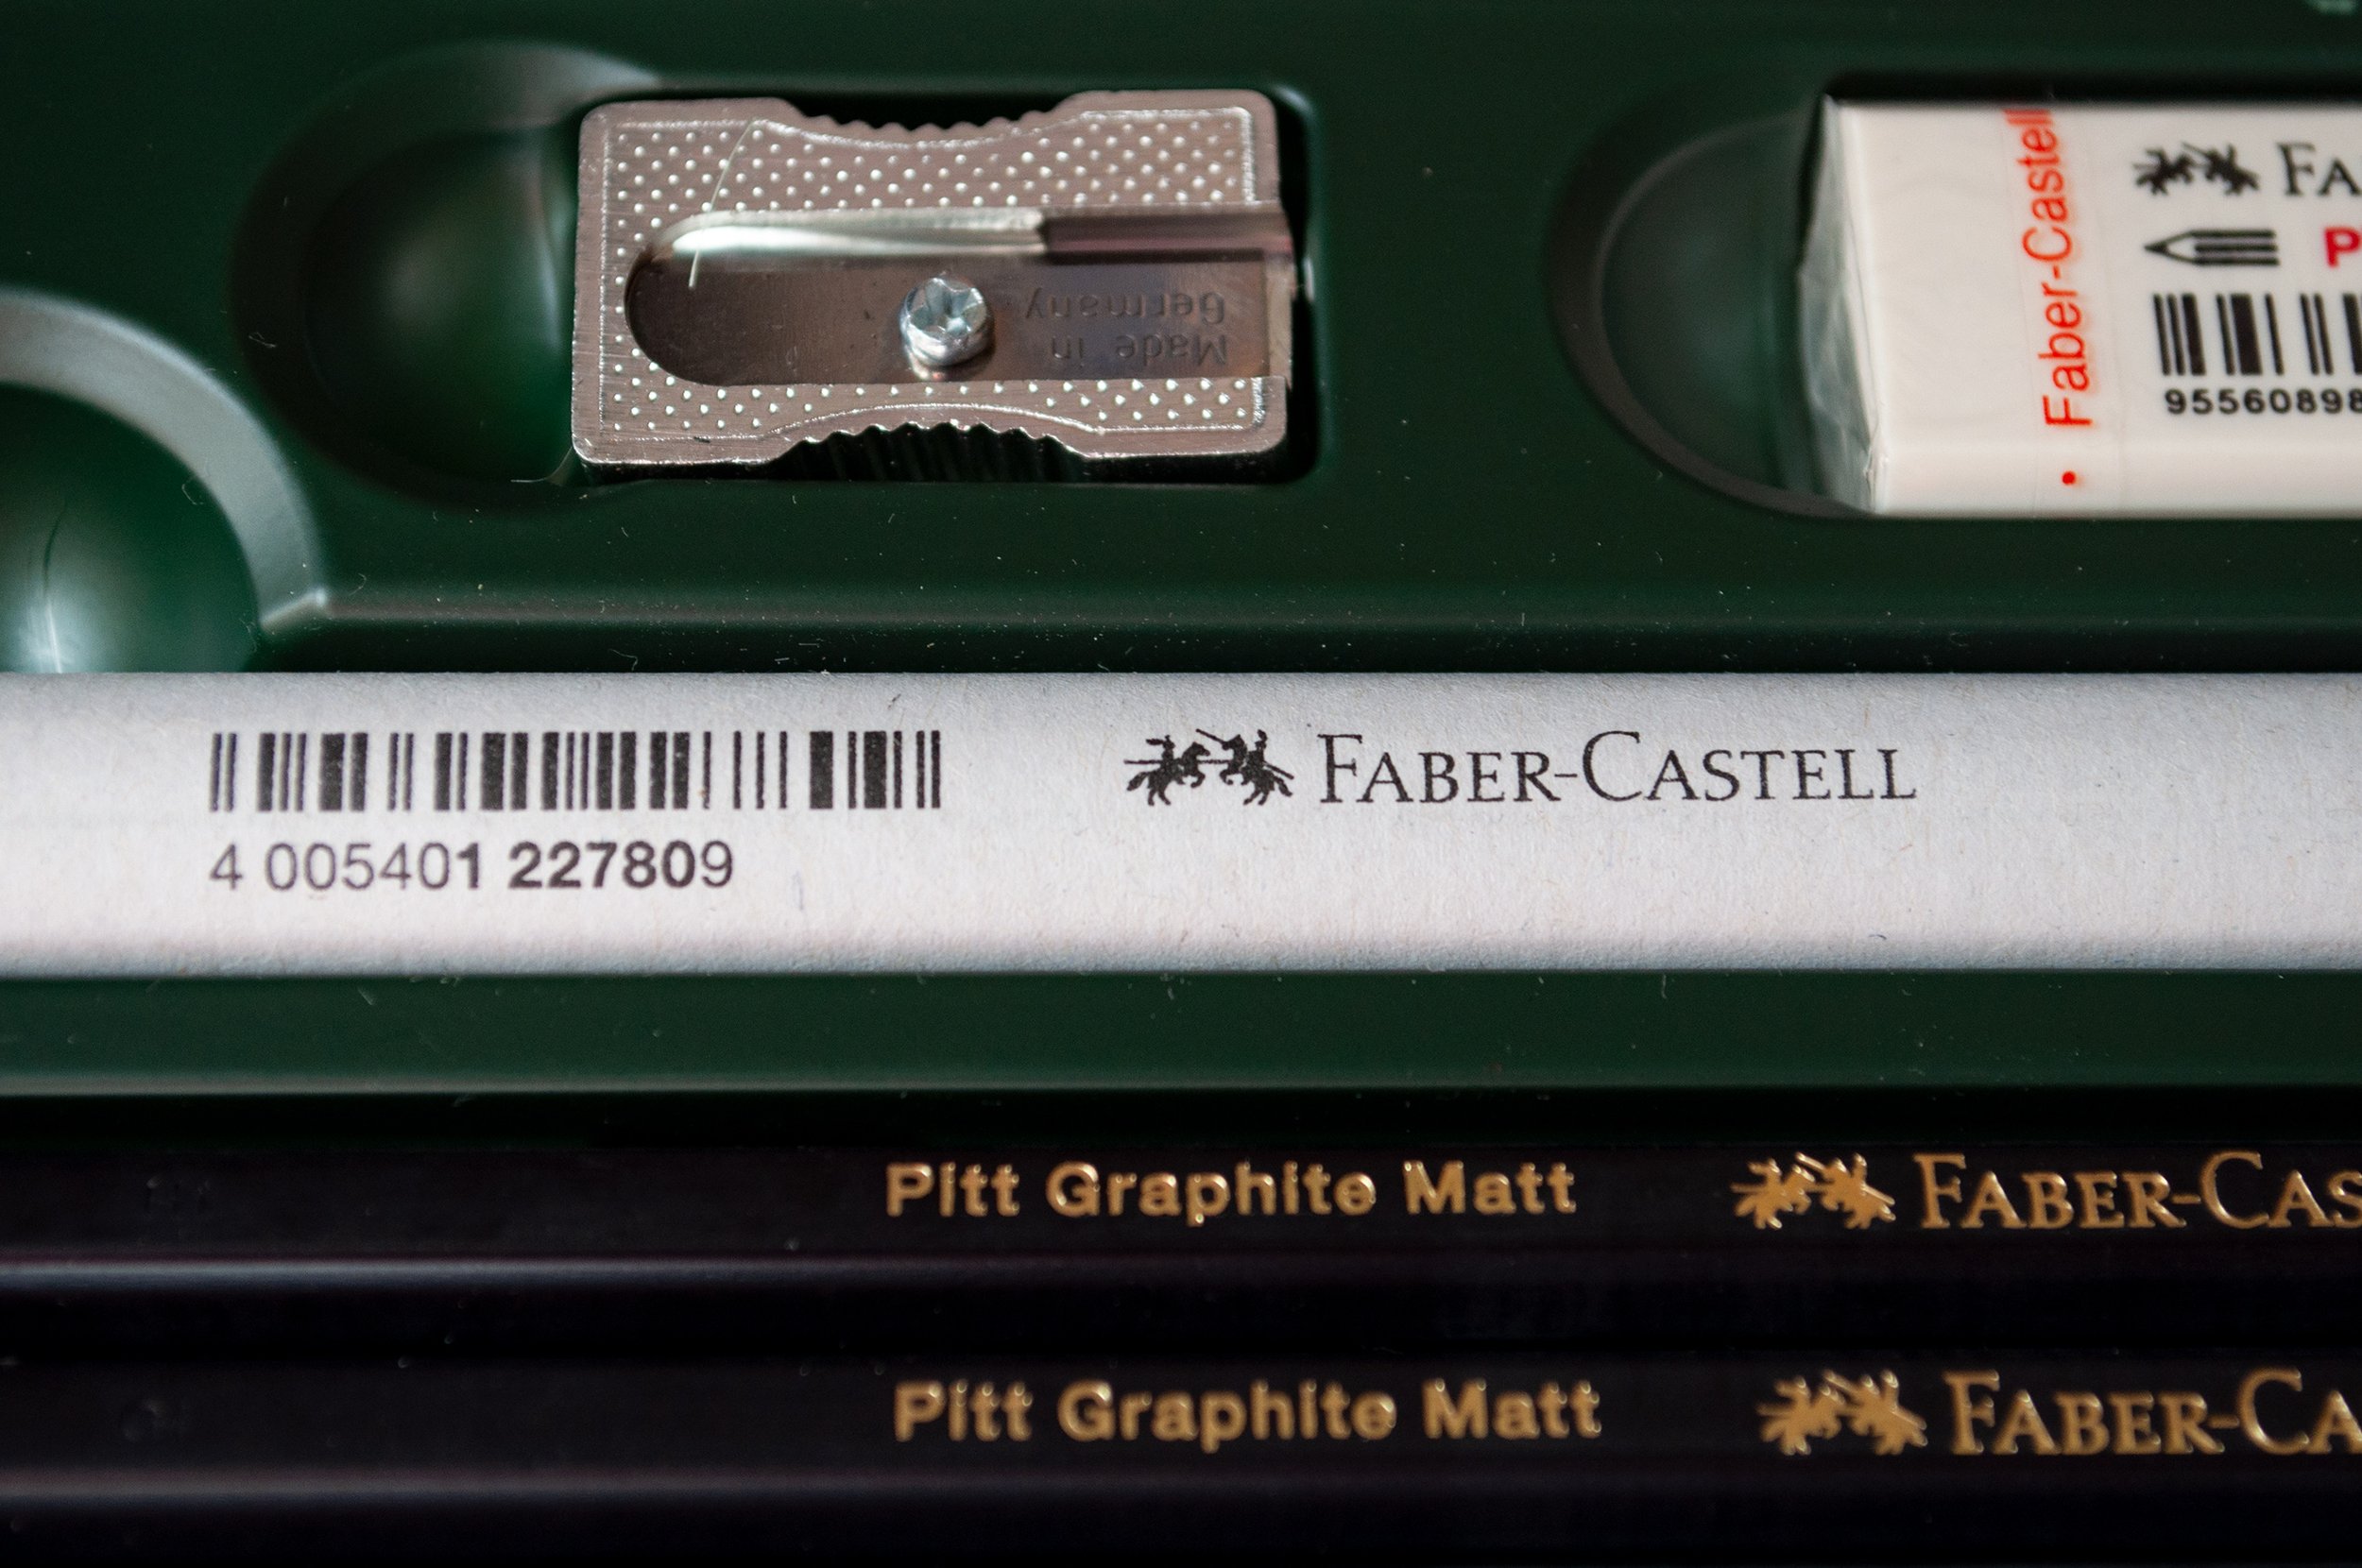 Made in
Germany
Faber-Castell
FA
P
95560898
4 005401 227809
FABER-CASTELL
Pitt Graphite Matt
FABER-CAS
Pitt Graphite Matt
FABER-CA